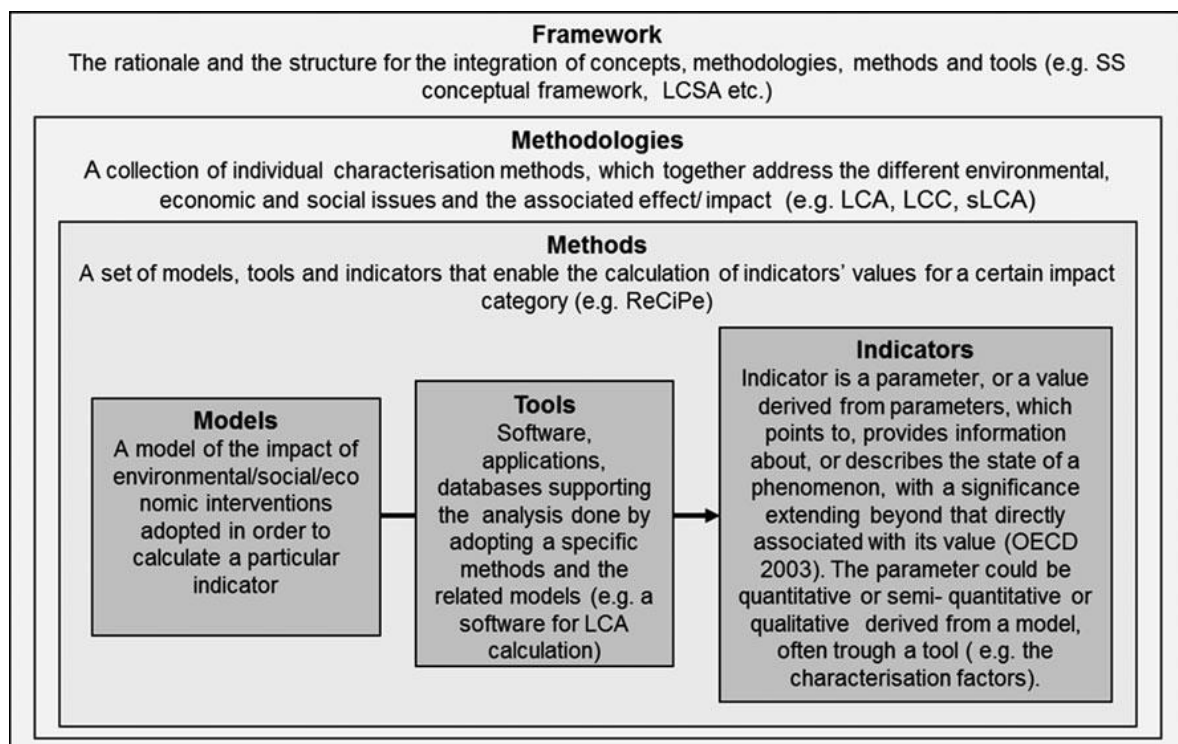 Framework
The rationale and the structure for the integration of concepts, methodologies, methods and tools (e.g. SS
conceptual framework, LCSA etc.)
Methodologies
A collection of individual characterisation methods, which together address the different environmental,
economic and social issues and the associated effect/ impact (e.g. LCA, LCC, sLCA)
Methods
A set of models, tools and indicators that enable the calculation of indicators' values for a certain impact
category (e.g. ReCiPe)
Models
A model of the impact of
environmental/social/eco
nomic interventions
adopted in order to
calculate a particular
indicator
Tools
Software,
applications,
databases supporting
the analysis done by
adopting a specific
methods and the
related models (e.g. a
software for LCA
calculation)
Indicators
Indicator is a parameter, or a value
derived from parameters, which
points to, provides information
about, or describes the state of a
phenomenon, with a significance
extending beyond that directly
associated with its value (OECD
2003). The parameter could be
quantitative or semi- quantitative or
qualitative derived from a model,
often trough a tool ( e.g. the
characterisation factors).